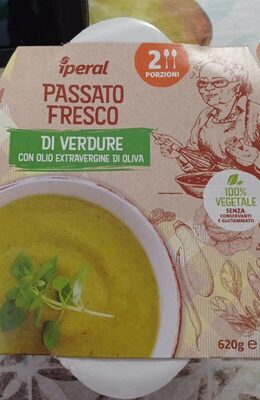 iperal
2
PORZIONI
PASSATO
FRESCO
DI VERDURE
CON OLIO EXTRAVERGINE DI OLIVA
100%
VEGETALE
SENZA
CONSERVANTI
E GLUTAMMATO
620g e